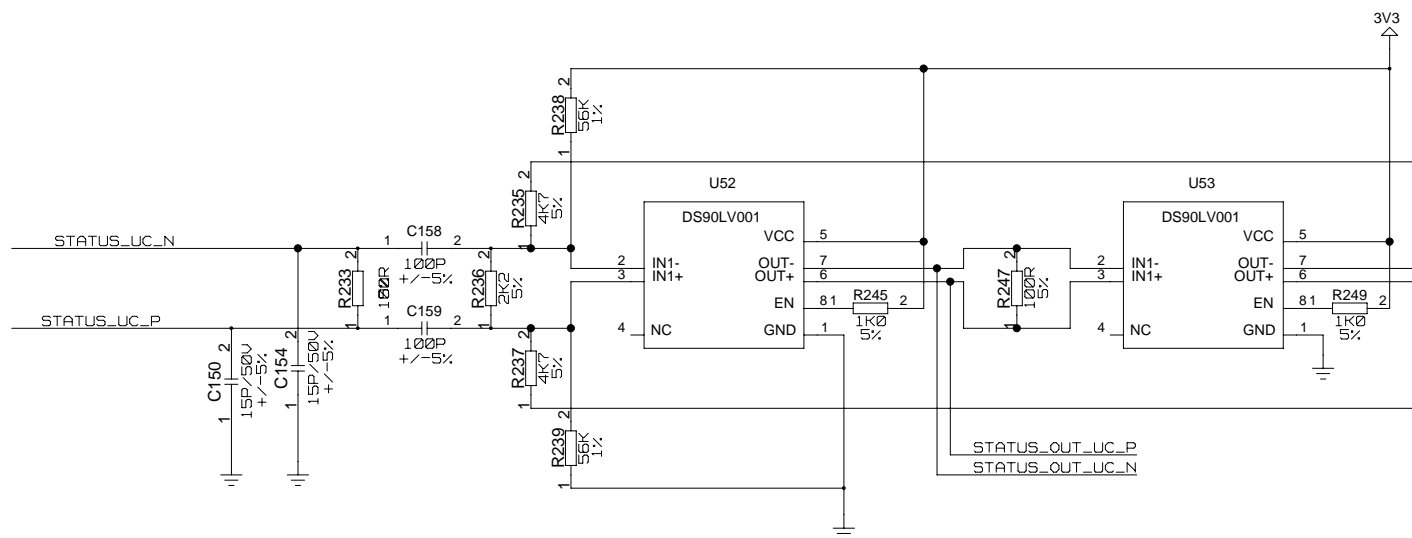 3V3
R238
56K
1%
2
1
R235
4K7
5%
2
1
U52
DS90LV001
VCC
5
IN1-
2
IN1+
3
OUT-
7
OUT+
6
EN
8
NC
4
GND
1
U53
DS90LV001
VCC
5
IN1-
2
IN1+
3
OUT-
7
OUT+
6
EN
8
NC
4
GND
1
STATUS_UC_N
1
C158
2
100P
+/-5%
R233
2
1
R236
2K2
5%
2
1
1
C159
2
100P
+/-5%
STATUS_UC_P
1
R245
2
1K0
5%
R247
100R
5%
2
1
1
R249
2
1K0
5%
C150
15P/50V
+/-5%
2
1
C154
15P/50V
+/-5%
2
1
R237
4K7
5%
2
1
R239
56K
1%
2
1
STATUS_OUT_UC_P
STATUS_OUT_UC_N